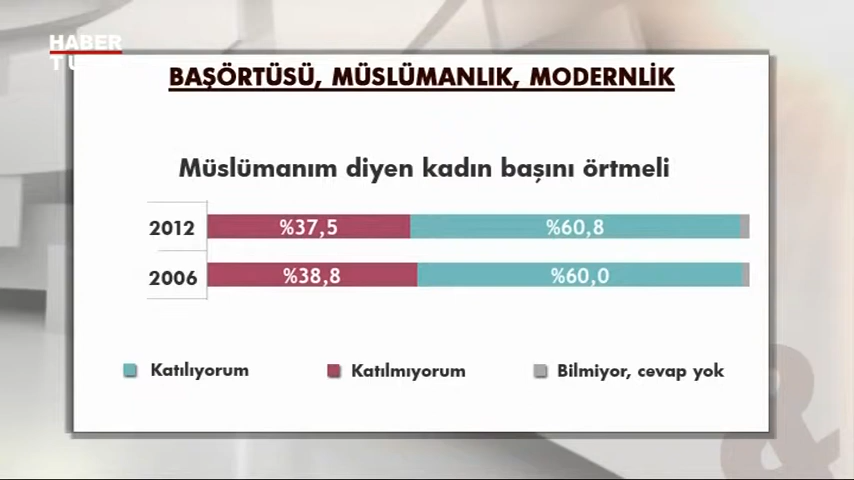 HABER
TU
BAŞÖRTÜSÜ, MÜSLÜMANLIK, MODERNLİK
Müslümanım diyen kadın başını örtmeli
2012 %37,5 %60,8
2006 %38,8 %60,0
Katılıyorum Katılmıyorum Bilmiyor, cevap yok
&